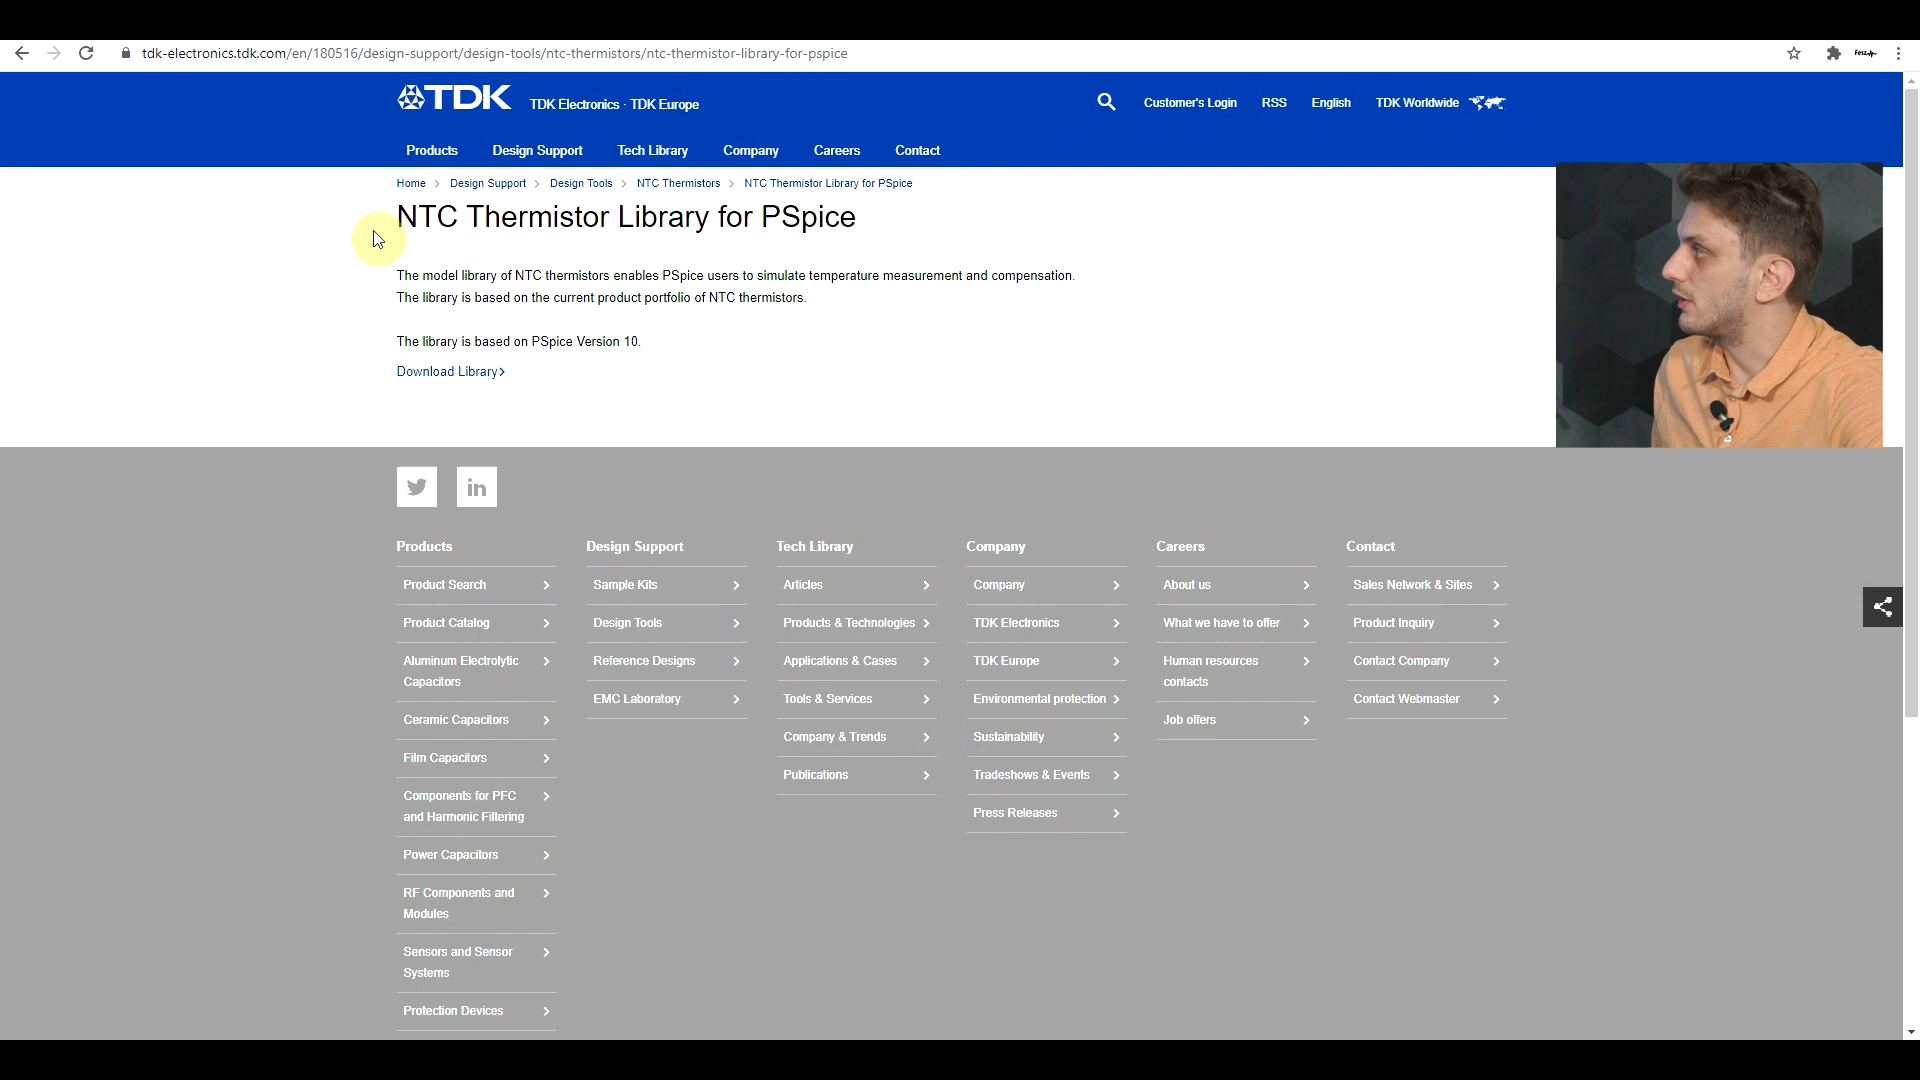 tdk-electronics.tdk.com/en/180516/design-support/design-tools/ntc-thermistors/ntc-thermistor-library-for-pspice
fesz
TDK
TDK Electronics · TDK Europe
Customer's Login
RSS
English
TDK Worldwide
Products
Design Support
Tech Library
Company
Careers
Contact
Home > Design Support > Design Tools > NTC Thermistors > NTC Thermistor Library for PSpice
NTC Thermistor Library for PSpice
The model library of NTC thermistors enables PSpice users to simulate temperature measurement and compensation.
The library is based on the current product portfolio of NTC thermistors.
The library is based on PSpice Version 10.
Download Library>
in
Products
Product Search
Product Catalog
Aluminum Electrolytic
Capacitors
Ceramic Capacitors
Film Capacitors
Components for PFC
and Harmonic Filtering
Power Capacitors
RF Components and
Modules
Sensors and Sensor
Systems
Protection Devices
Design Support
Sample Kits
Design Tools
Reference Designs
EMC Laboratory
Tech Library
Articles
Products & Technologies
Applications & Cases
Tools & Services
Company & Trends
Publications
Company
Company
TDK Electronics
TDK Europe
Environmental protection
Sustainability
Tradeshows & Events
Press Releases
Careers
About us
What we have to offer
Human resources
contacts
Job offers
Contact
Sales Network & Sites
Product Inquiry
Contact Company
Contact Webmaster